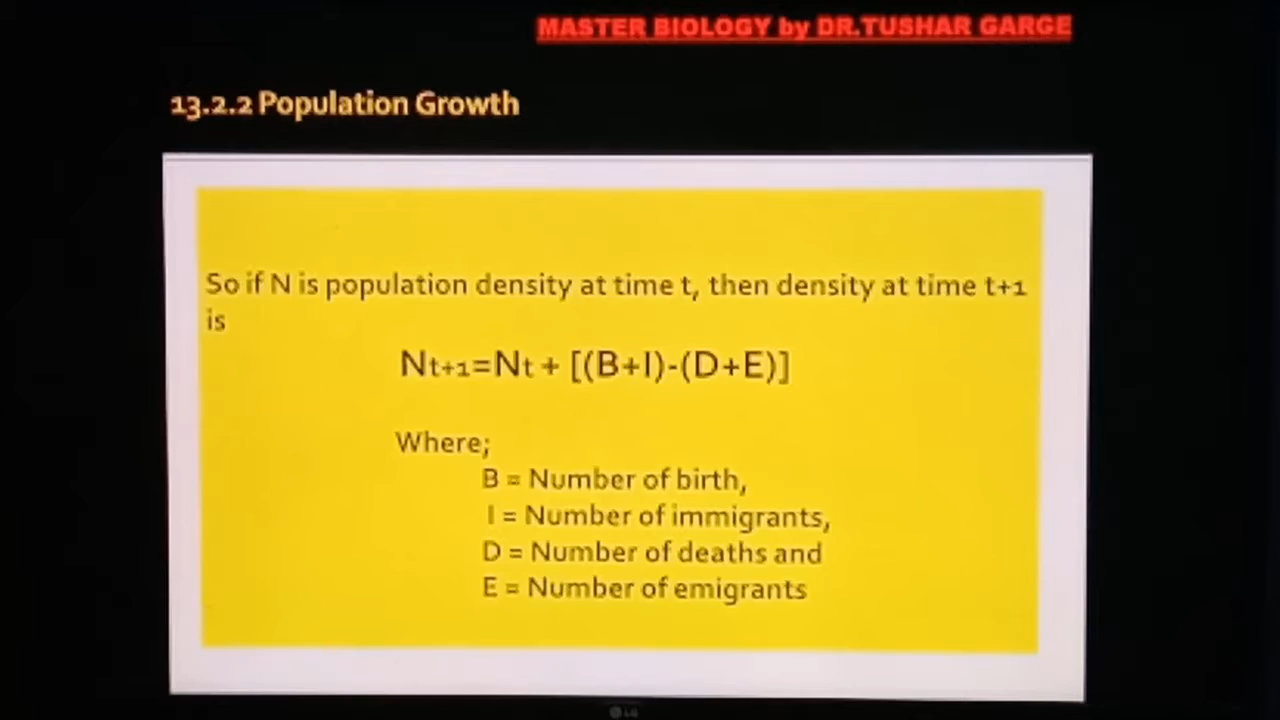 MASTER BIOLOGY by DR.TUSHAR GARGE
13.2.2 Population Growth
So if N is population density at time t, then density at time t+1
is
Nt+1=Nt + [(B+I)-(D+E)]
Where;
B = Number of birth,
I = Number of immigrants,
D = Number of deaths and
E = Number of emigrants
LG